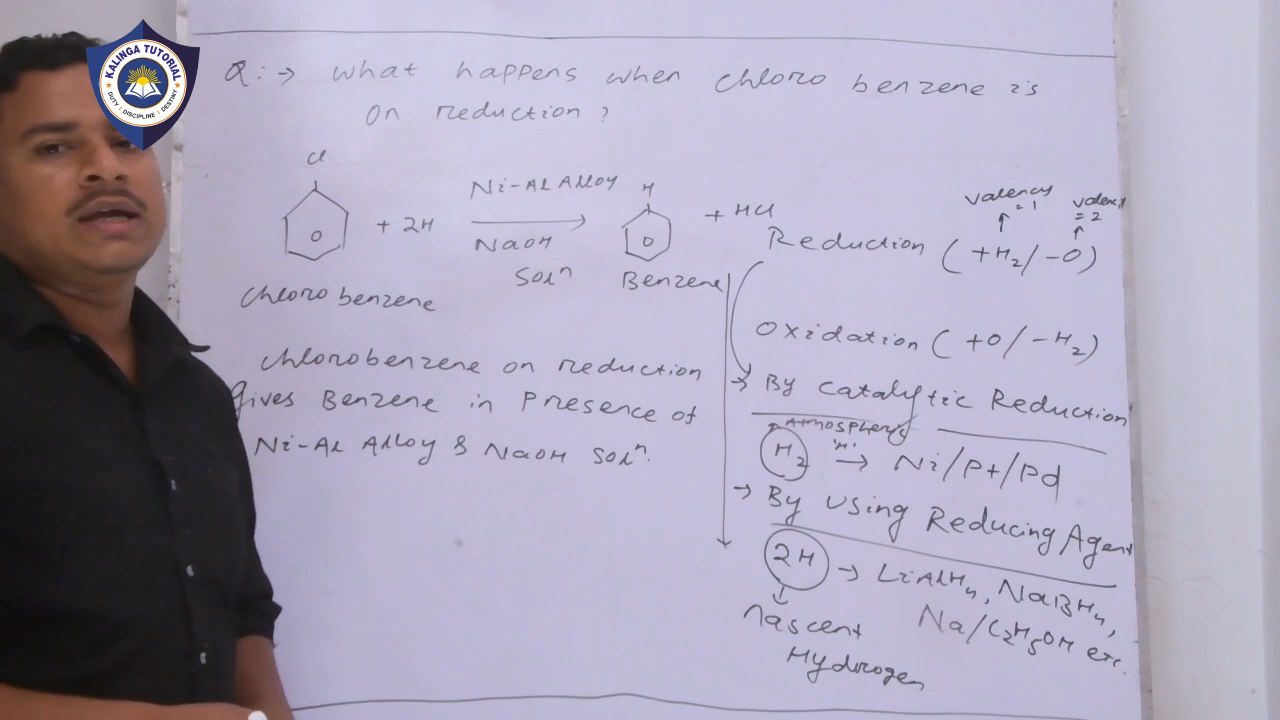 KALINGA TUTORIAL
DUTY | DISCIPLINE | DESTINY
Q:→ What happens when chloro benzene is
on reduction?
Cl
+ 2H
Ni-Al Alloy
NaOH
Solⁿ
H
+ HCl
Chloro benzene
Benzene
Chlorobenzene on reduction
Gives Benzene in Presence of
Ni-Al Alloy & NaOH Solⁿ.
valency = 1
valency = 2
Reduction ( +H₂/ -O)
Oxidation ( +O/ -H₂)
→ By Catalytic Reduction
Atmospheric
H₂ 'H' → Ni/Pt/Pd
→ By Using Reducing Agent
2H → LiAlH₄, NaBH₄,
Na/C₂H₅OH etc.
Nascent
Hydrogen